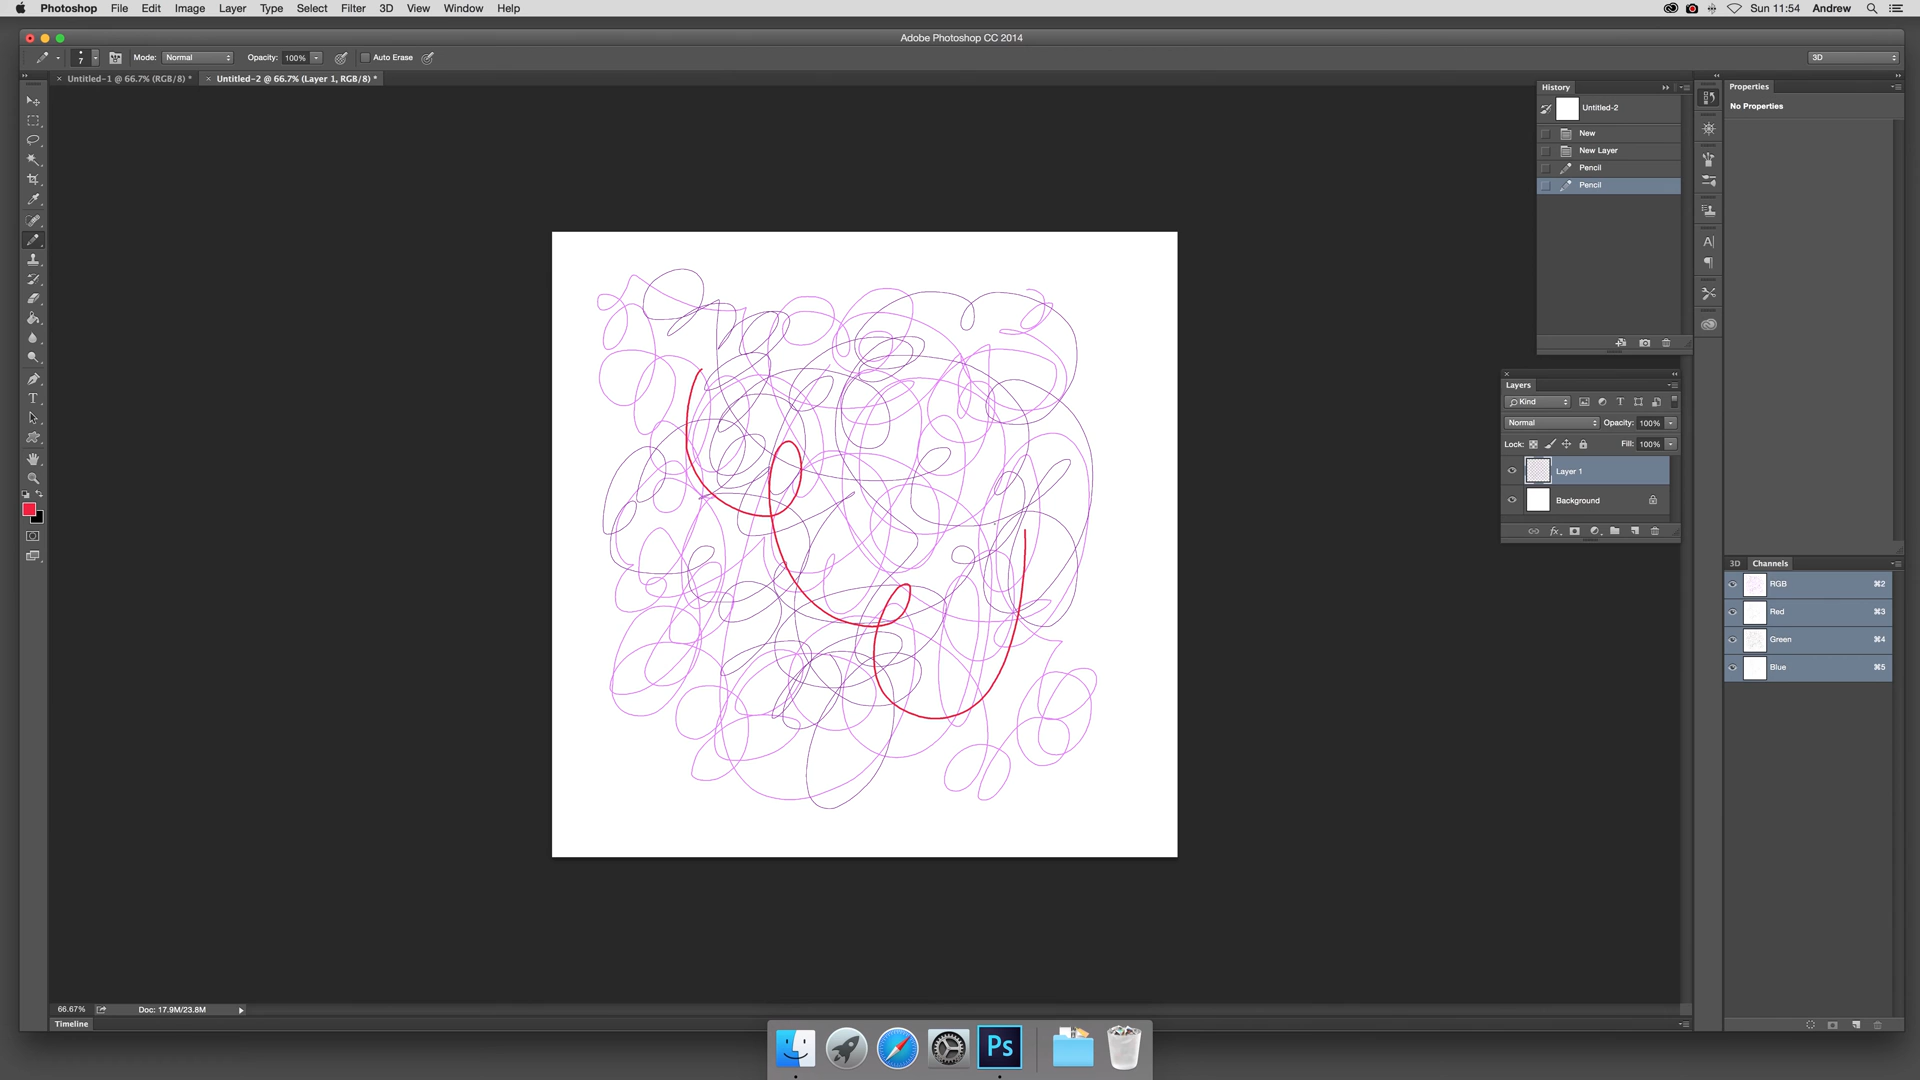 Photoshop File Edit Image Layer Type Select Filter 3D View Window Help Sun 11:54 Andrew
Adobe Photoshop CC 2014
7 Mode: Normal Opacity: 100% Auto Erase 3D
Untitled-1 @ 66.7% (RGB/8) * Untitled-2 @ 66.7% (Layer 1, RGB/8) *
History
Untitled-2
New
New Layer
Pencil
Pencil
Properties
No Properties
Layers
Kind
Normal Opacity: 100%
Lock: Fill: 100%
Layer 1
Background
3D Channels
RGB ⌘2
Red ⌘3
Green ⌘4
Blue ⌘5
66.67% Doc: 17.9M/23.8M
Timeline
Ps